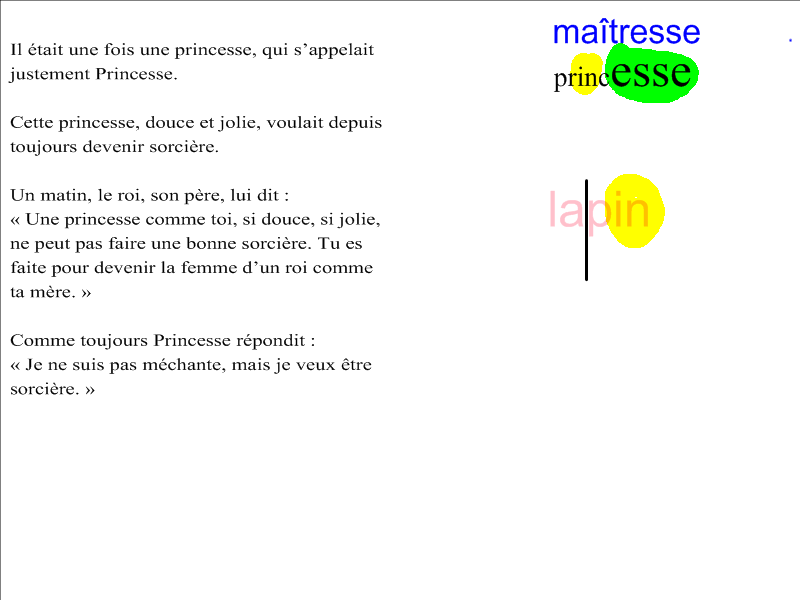 Il était une fois une princesse, qui s’appelait
justement Princesse.
Cette princesse, douce et jolie, voulait depuis
toujours devenir sorcière.
Un matin, le roi, son père, lui dit :
« Une princesse comme toi, si douce, si jolie,
ne peut pas faire une bonne sorcière. Tu es
faite pour devenir la femme d’un roi comme
ta mère. »
Comme toujours Princesse répondit :
« Je ne suis pas méchante, mais je veux être
sorcière. »
maîtresse
princesse
lapin